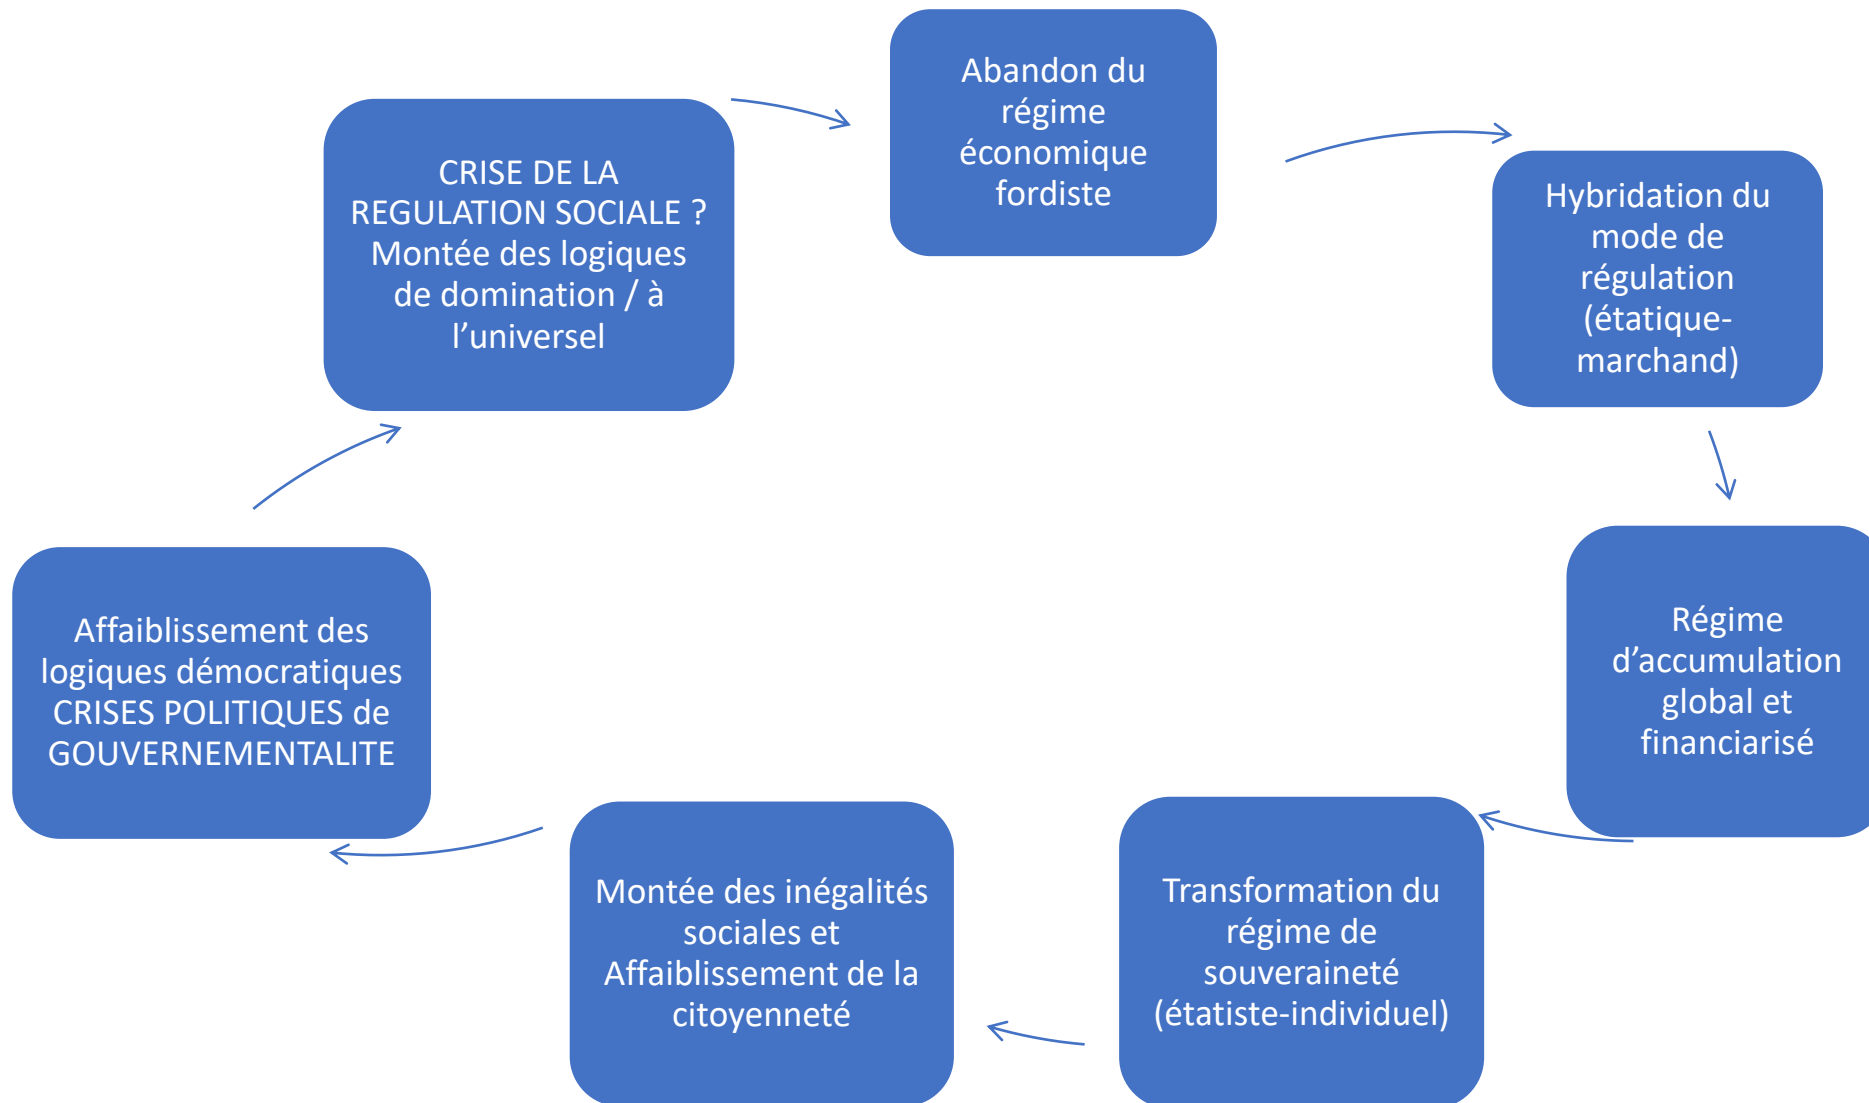 Abandon du
régime
économique
fordiste
Hybridation du
mode de
régulation
(étatique-
marchand)
Régime
d’accumulation
global et
financiarisé
Transformation du
régime de
souveraineté
(étatiste-individuel)
Montée des inégalités
sociales et
Affaiblissement de la
citoyenneté
Affaiblissement des
logiques démocratiques
CRISES POLITIQUES de
GOUVERNEMENTALITE
CRISE DE LA
REGULATION SOCIALE ?
Montée des logiques
de domination / à
l’universel